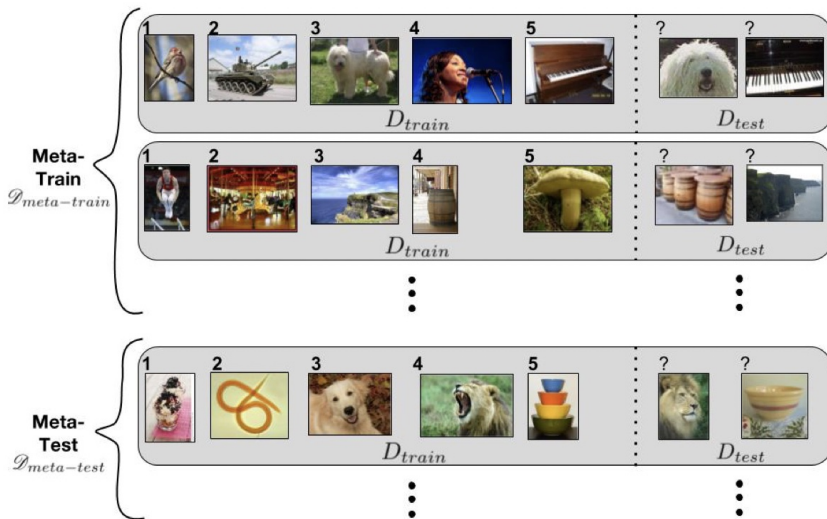 1 2 3 4 5 ? ?
D_train D_test
Meta-
Train
𝒟_meta−train
1 2 3 4 5 ? ?
D_train D_test
Meta-
Test
𝒟_meta−test
1 2 3 4 5 ? ?
D_train D_test